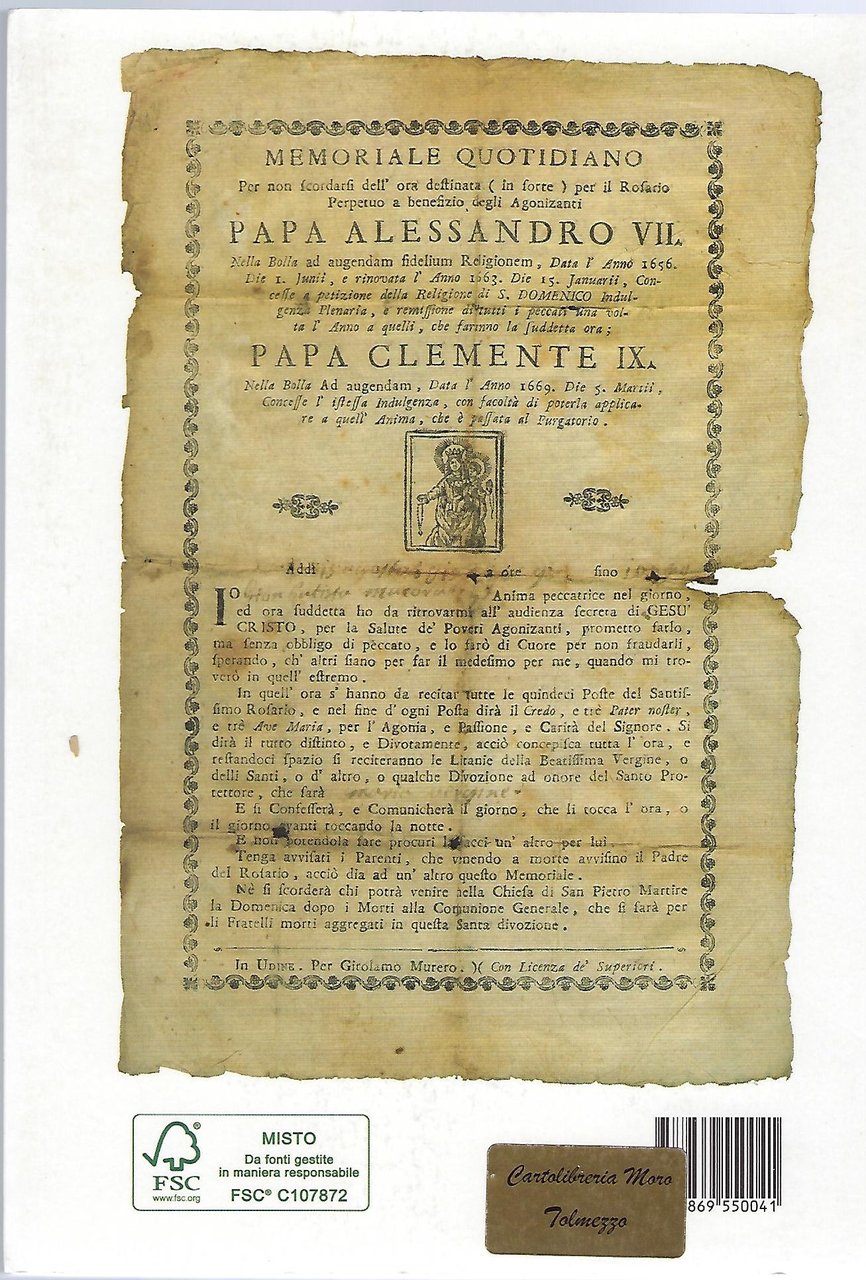 MEMORIALE QUOTIDIANO
Per non scordarsi dell' ora destinata ( in sorte ) per il Rosario
Perpetuo a benefizio degli Agonizanti
PAPA ALESSANDRO VII.
Nella Bolla ad augendam fidelium Religionem, Data l' Anno 1656.
Die 1. Junii, e rinovata l' Anno 1663. Die 15. Januarii, Con-
cesse a petizione della Religione di S. DOMENICO Indul-
genza Plenaria, e remissione di tutti i peccati una vol-
ta l' Anno a quelli, che farinno la suddetta ora;
PAPA CLEMENTE IX.
Nella Bolla Ad augendam, Data l' Anno 1669. Die 5. Martii,
Concesse l' istessa Indulgenza, con facoltà di poterla applica-
re a quell' Anima, che è passata al Purgatorio.
Addì a ore sino
Io Anima peccatrice nel giorno,
ed ora suddetta ho da ritrovarmi all' audienza secreta di GESU'
CRISTO, per la Salute de' Poveri Agonizanti, prometto farlo,
ma senza obbligo di peccato, e lo farò di Cuore per non fraudarli,
sperando, ch' altri siano per far il medesimo per me, quando mi tro-
verò in quell' estremo.
In quell' ora s' hanno da recitar tutte le quindeci Poste del Santis-
simo Rosario, e nel fine d' ogni Posta dirà il Credo, e trè Pater noster,
e trè Ave Maria, per l' Agonia, e Passione, e Carità del Signore. Si
dirà il tutto distinto, e Divotamente, acciò concepisca tutta l' ora, e
restandoci spazio si reciteranno le Litanie della Beatissima Vergine, o
delli Santi, o d' altro, o qualche Divozione ad onore del Santo Pro-
tettore, che sarà Maria Vergine
E si Confesserà, e Comunicherà il giorno, che li tocca l' ora, o
il giorno avanti toccando la notte.
E non potendola fare procuri la facci un' altro per lui.
Tenga avvisati i Parenti, che venendo a morte avvisino il Padre
del Rosario, acciò dia ad un' altro questo Memoriale.
Nè si scorderà chi potrà venire nella Chiesa di San Pietro Martire
la Domenica dopo i Morti alla Comunione Generale, che si farà per
li Fratelli morti aggregati in questa Santa divozione.
In UDINE. Per Girolamo Murero. )( Con Licenza de' Superiori.
FSC
www.fsc.org
MISTO
Da fonti gestite
in maniera responsabile
FSC® C107872
Cartolibreria Moro
Tolmezzo
869 550041